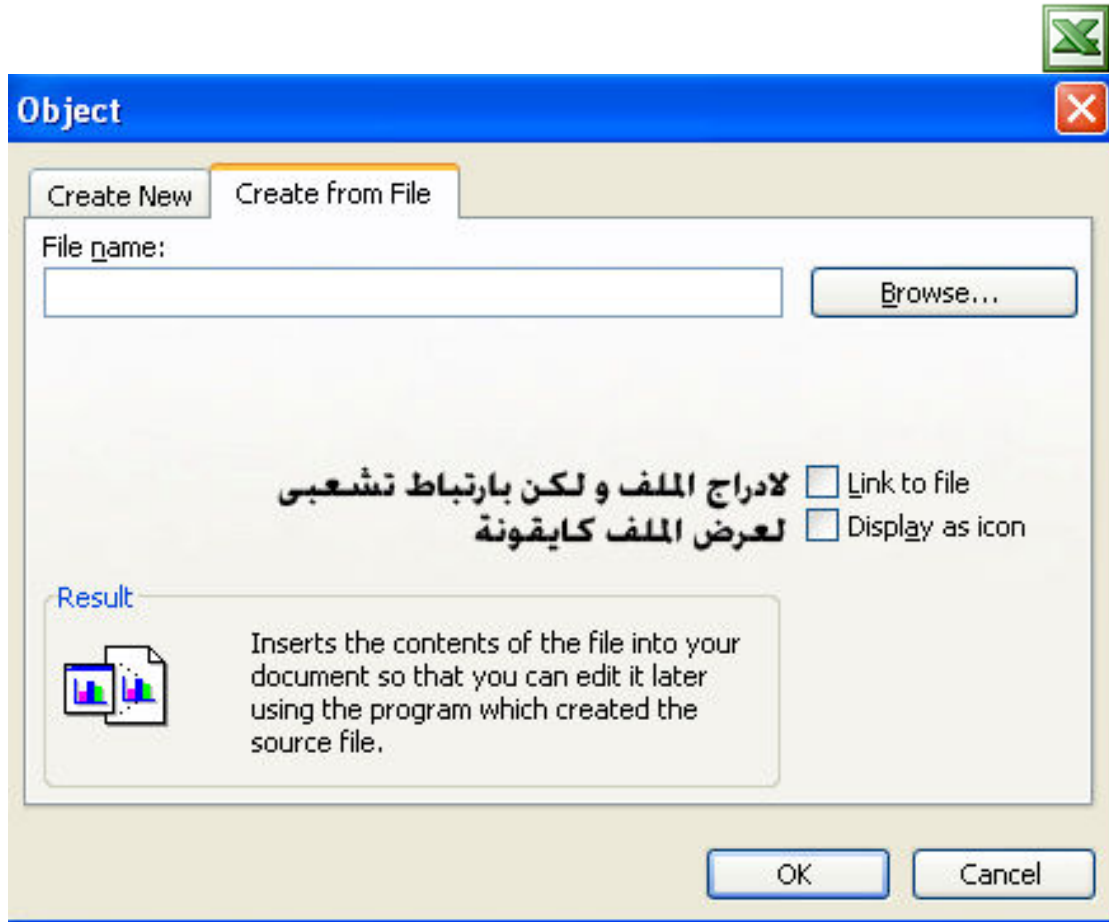 Object
Create New
Create from File
File name:
Browse...
لادراج الملف و لكن بارتباط تشعبى
Link to file
لعرض الملف كايقونة
Display as icon
Result
Inserts the contents of the file into your
document so that you can edit it later
using the program which created the
source file.
OK
Cancel